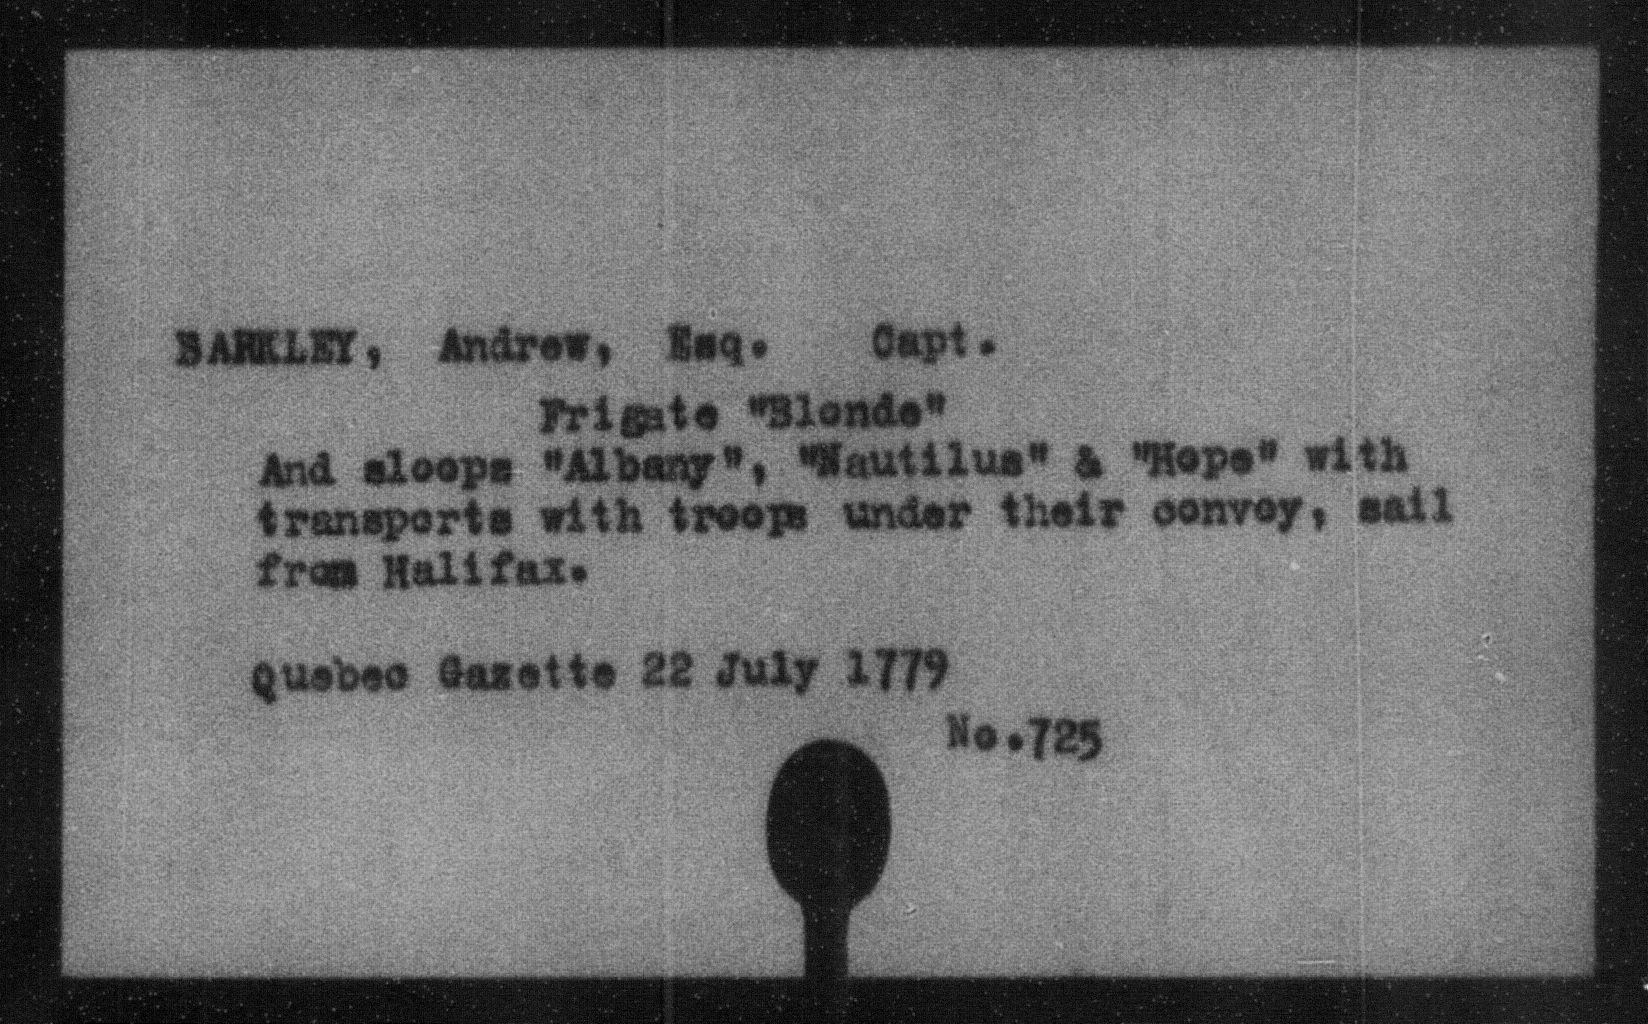 BARKLEY, Andrew, Esq. Capt.
Frigate "Blonde"
And sloops "Albany", "Nautilus" & "Hope" with
transports with troops under their convoy, sail
from Halifax.
Quebec Gazette 22 July 1779
No.725